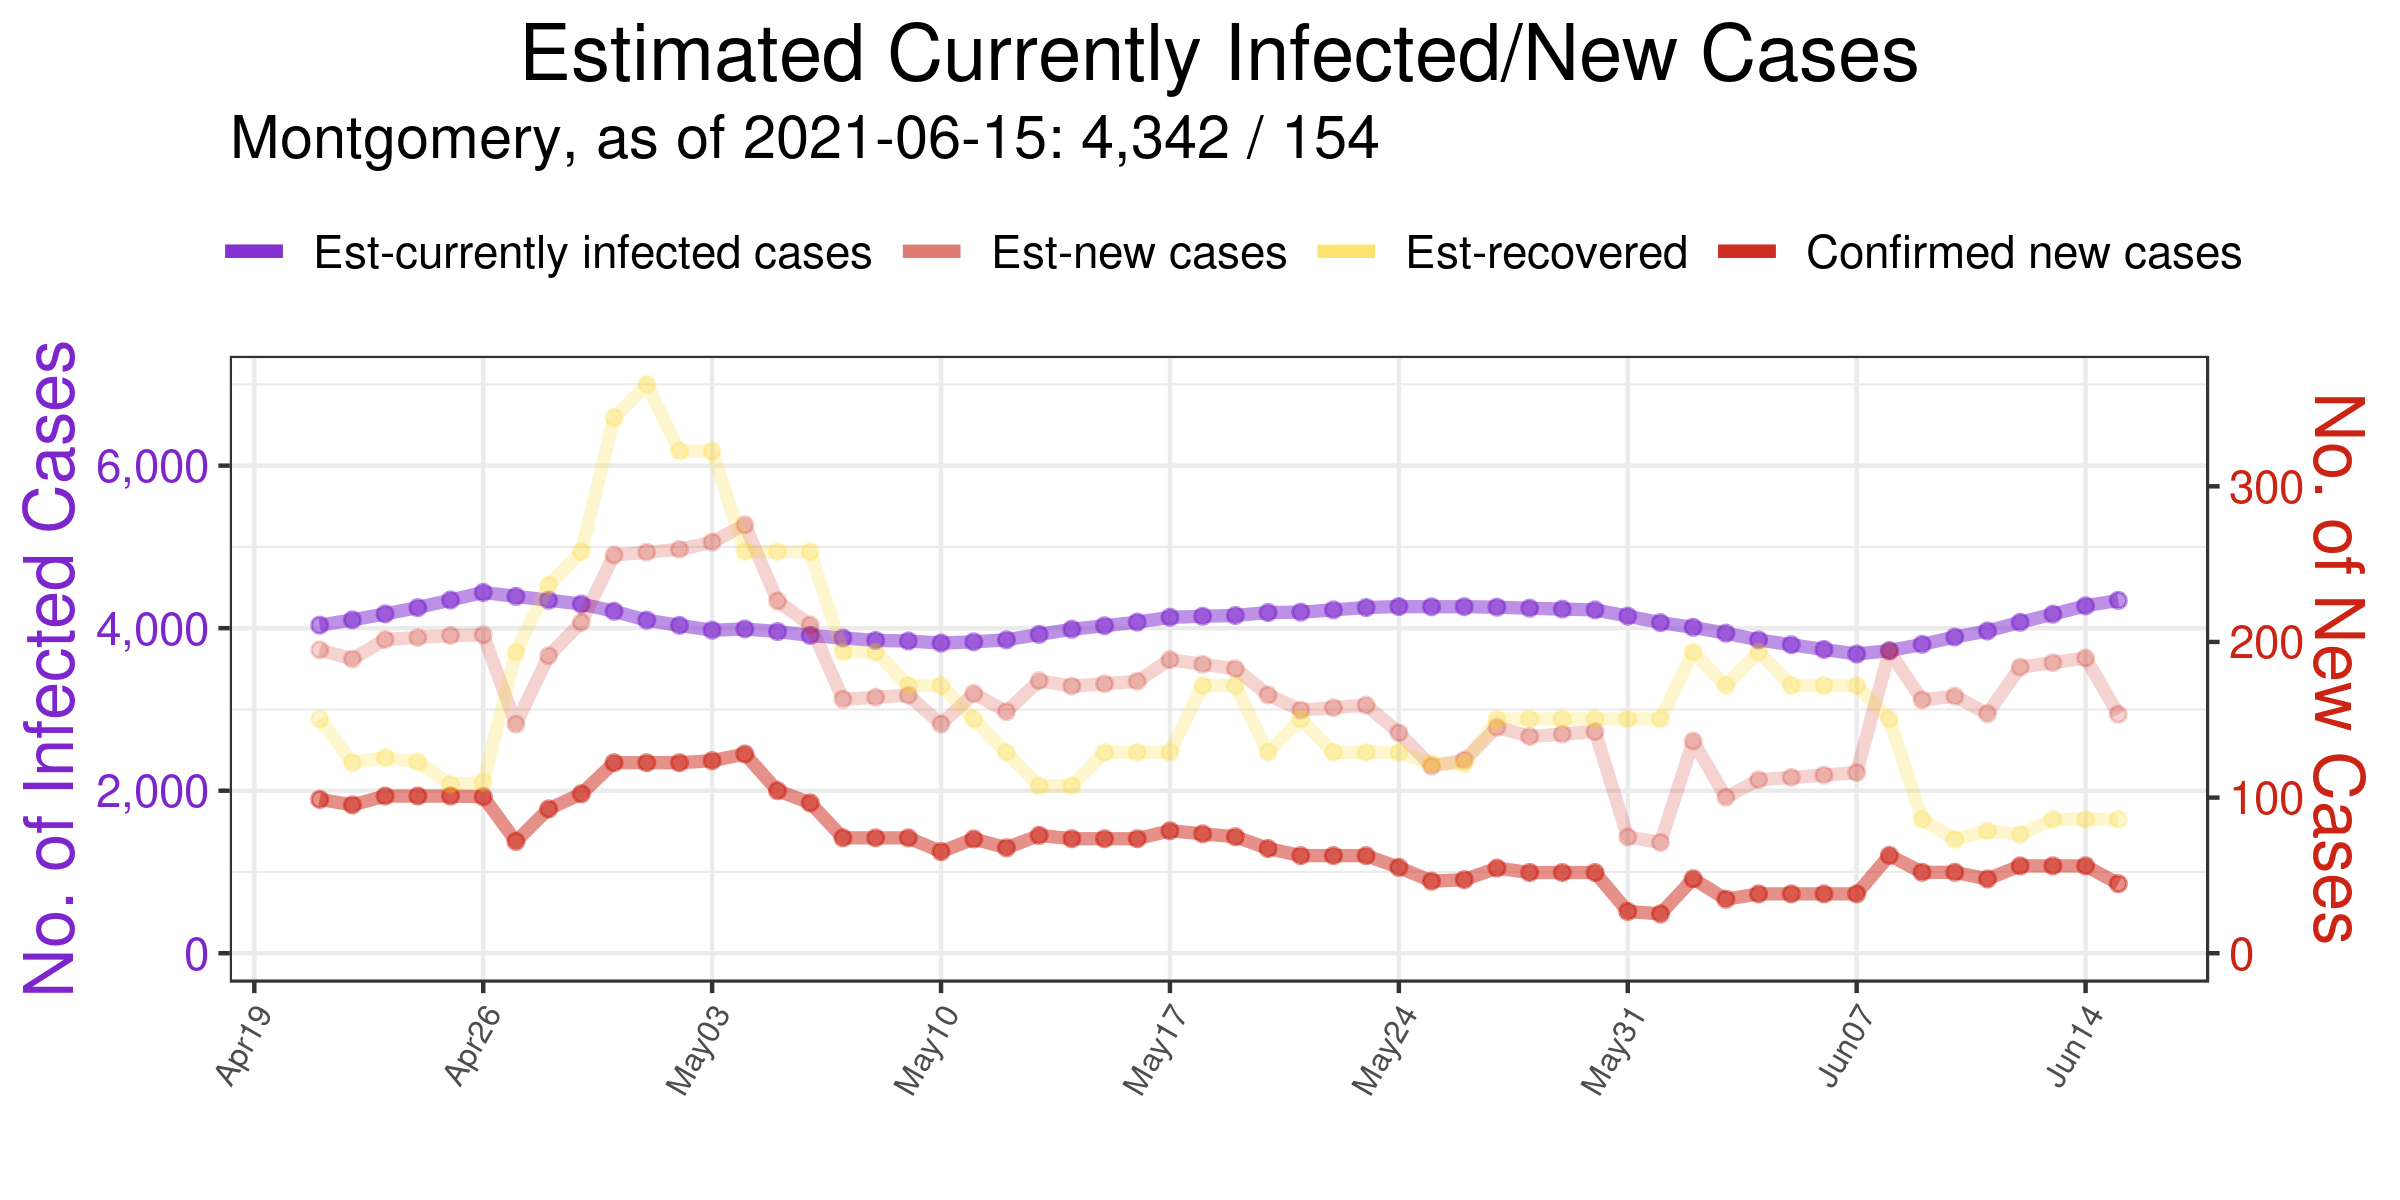 Estimated Currently Infected/New Cases
Montgomery, as of 2021-06-15: 4,342 / 154
Est-currently infected cases Est-new cases Est-recovered Confirmed new cases
No. of Infected Cases
6,000
4,000
2,000
0
300
200
100
0
No. of New Cases
Apr19 Apr26 May03 May10 May17 May24 May31 Jun07 Jun14